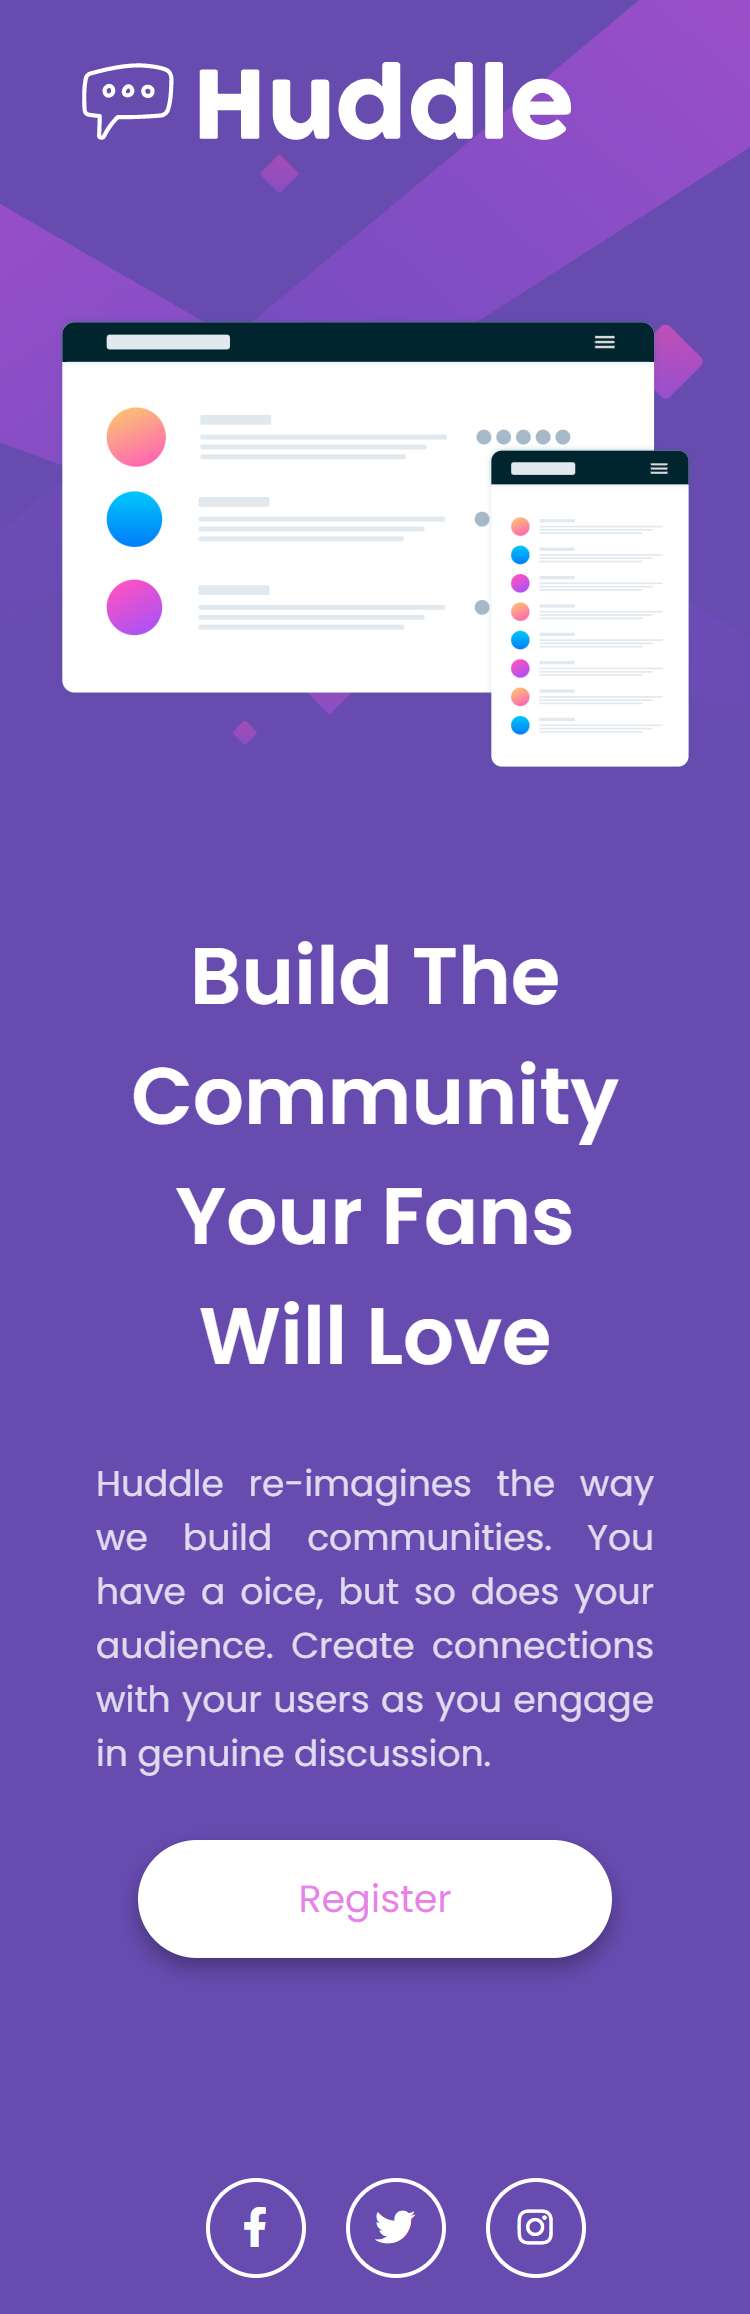 Huddle
Build The
Community
Your Fans
Will Love
Huddle re-imagines the way
we build communities. You
have a oice, but so does your
audience. Create connections
with your users as you engage
in genuine discussion.
Register